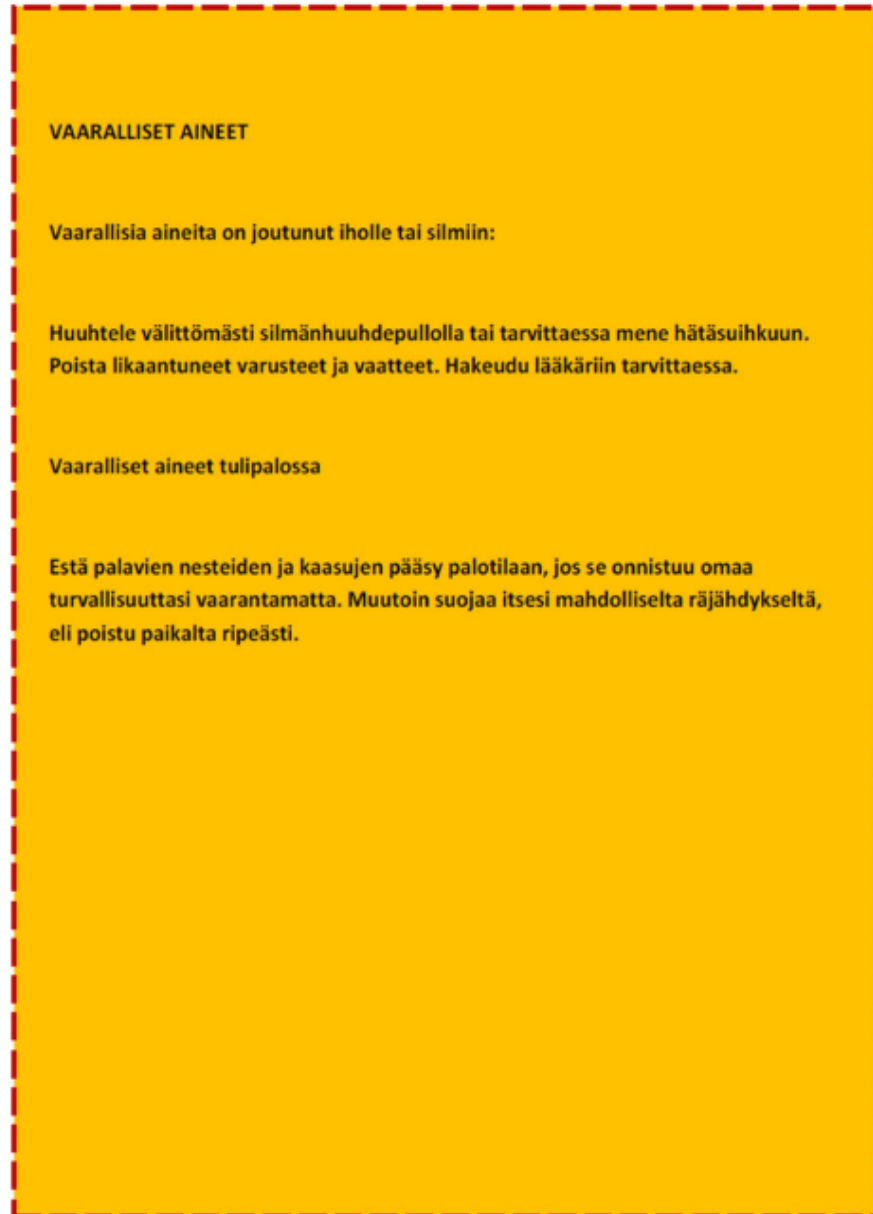 VAARALLISET AINEET
Vaarallisia aineita on joutunut iholle tai silmiin:
Huuhtele välittömästi silmänhuuhdepullolla tai tarvittaessa mene hätäsuihkuun.
Poista likaantuneet varusteet ja vaatteet. Hakeudu lääkäriin tarvittaessa.
Vaaralliset aineet tulipalossa
Estä palavien nesteiden ja kaasujen pääsy palotilaan, jos se onnistuu omaa
turvallisuuttasi vaarantamatta. Muutoin suojaa itsesi mahdolliselta räjähdykseltä,
eli poistu paikalta ripeästi.